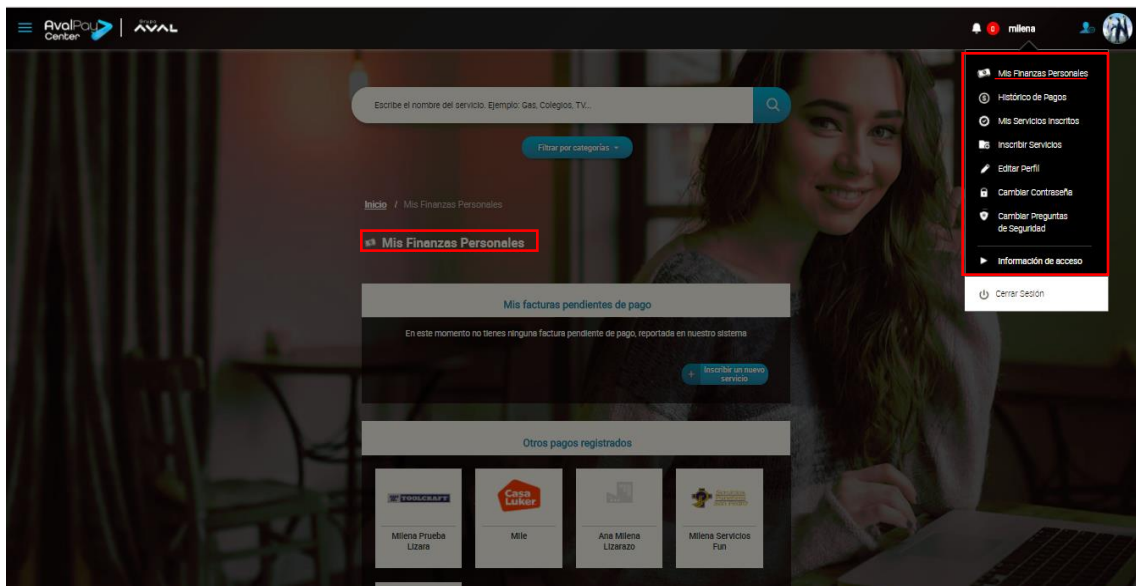 AvalPay Center
Grupo AVAL
0
milena
Mis Finanzas Personales
Histórico de Pagos
Mis Servicios Inscritos
Inscribir Servicios
Editar Perfil
Cambiar Contraseña
Cambiar Preguntas
de Seguridad
Información de acceso
Cerrar Sesión
Escribe el nombre del servicio. Ejemplo: Gas, Colegios, TV...
Filtrar por categorías
Inicio / Mis Finanzas Personales
Mis Finanzas Personales
Mis facturas pendientes de pago
En este momento no tienes ninguna factura pendiente de pago, reportada en nuestro sistema
+ Inscribir un nuevo
servicio
Otros pagos registrados
TOOLCRAFT
Casa
Luker
Milena Prueba
Lizara
Mile
Ana Milena
Lizarazo
Milena Servicios
Fun